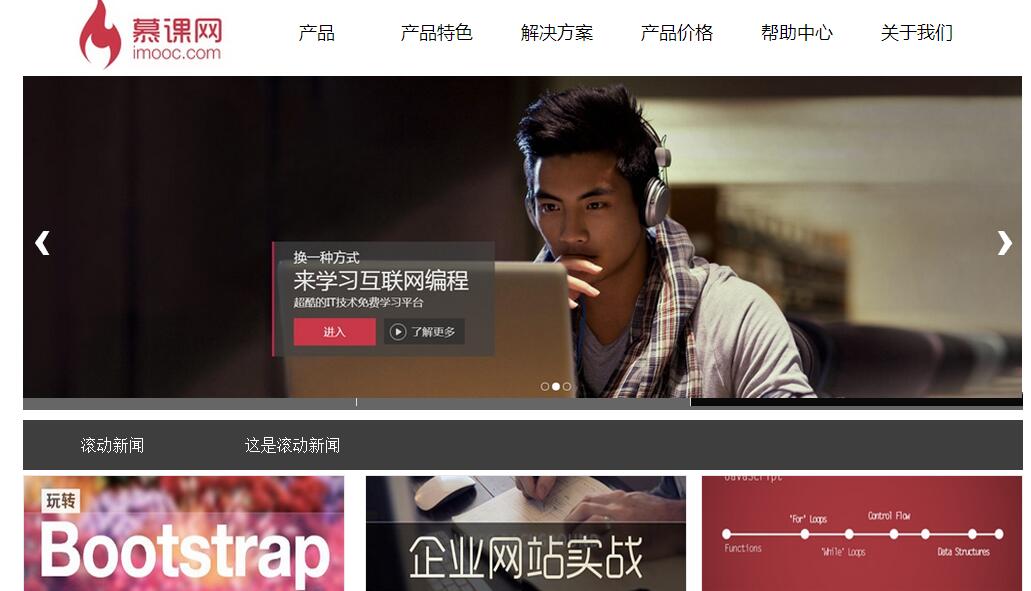 慕课网
imooc.com
产品 产品特色 解决方案 产品价格 帮助中心 关于我们
换一种方式
来学习互联网编程
超酷的IT技术免费学习平台
进入 了解更多
滚动新闻 这是滚动新闻
玩转
Bootstrap
企业网站实战
JavaScript
"For" Loops Control Flow
Functions "While" Loops Data Structures